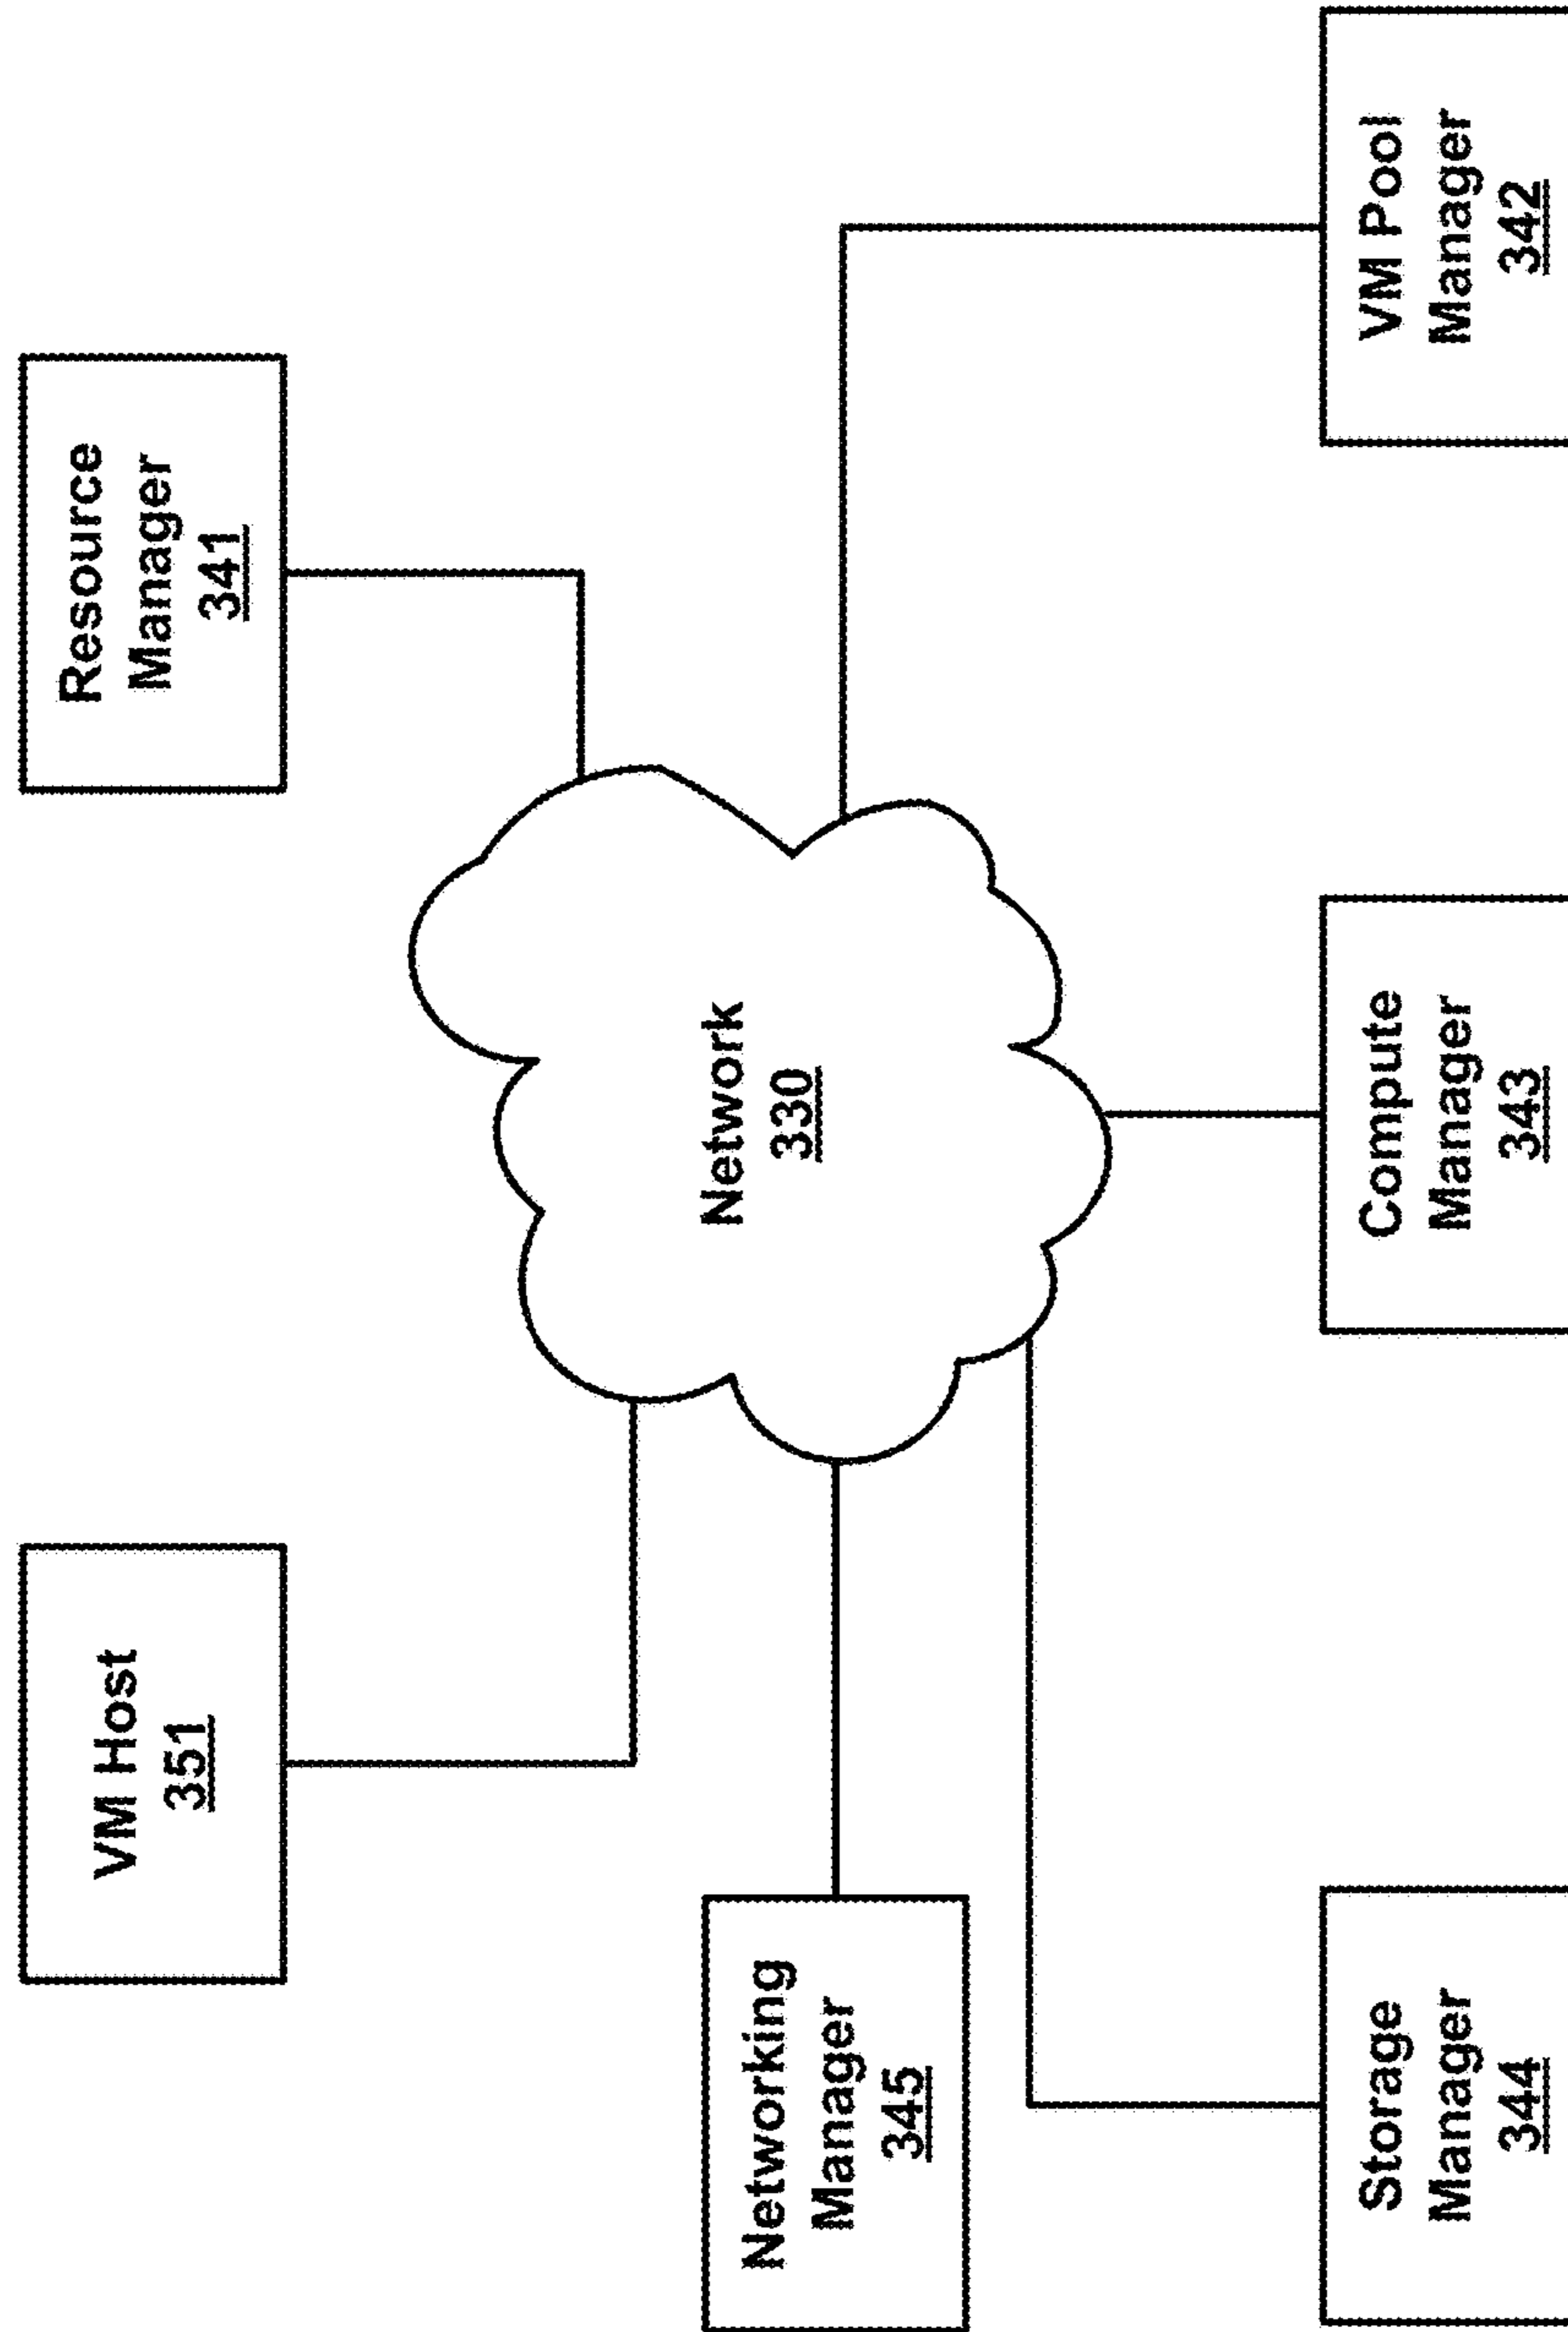 VM Host
351
Resource
Manager
341
Network
330
Networking
Manager
345
Storage
Manager
344
Compute
Manager
343
VM Pool
Manager
342